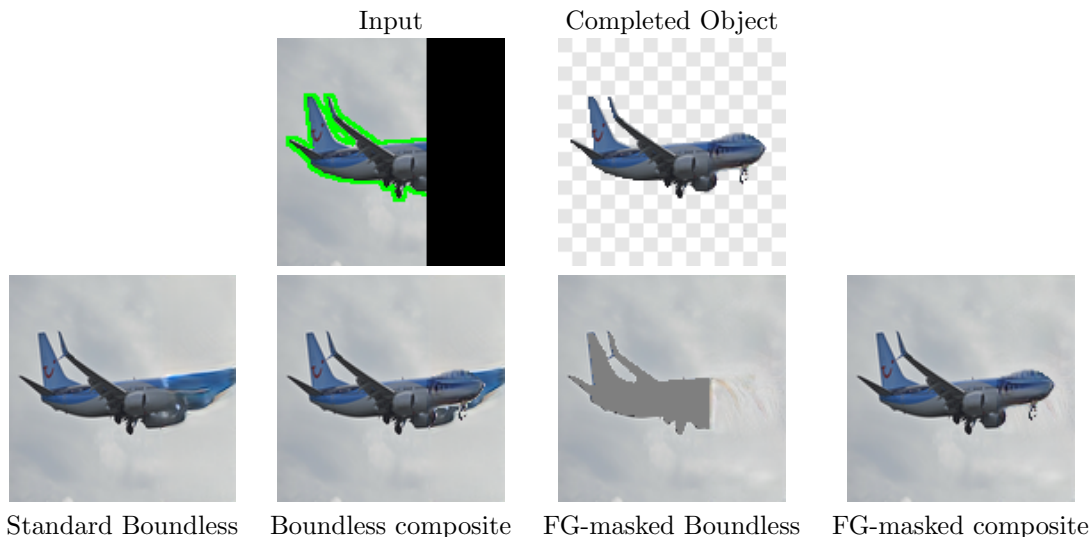 Input
Completed Object
Standard Boundless
Boundless composite
FG-masked Boundless
FG-masked composite